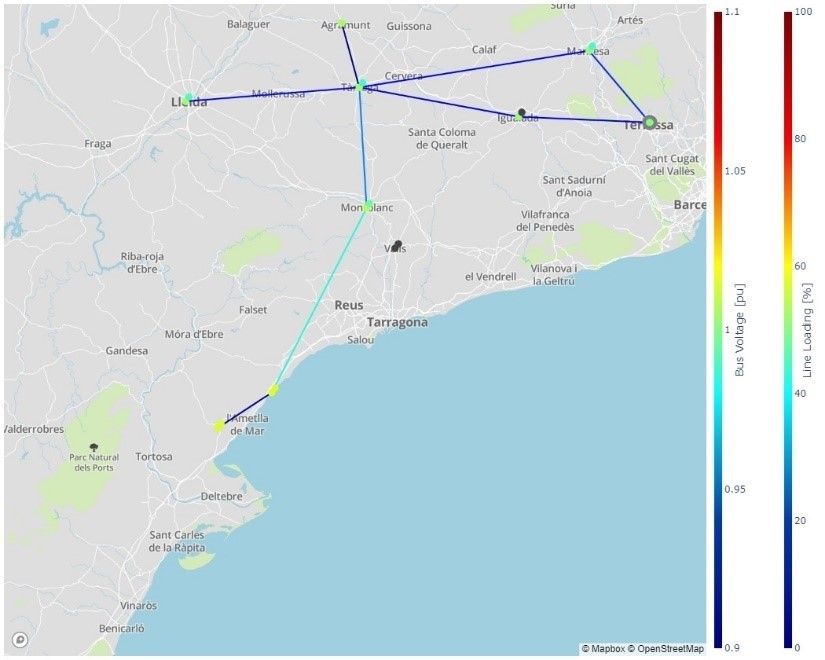 Balaguer
Agramunt
Guissona
Súria
Artés
Calaf
Manresa
Cervera
Tàrrega
Mollerussa
Lleida
Igualada
Terrassa
Santa Coloma
de Queralt
Fraga
Sant Cugat
del Vallès
Sant Sadurní
d'Anoia
Montblanc
Barce
Vilafranca
del Penedès
Valls
Riba-roja
d'Ebre
el Vendrell
Vilanova i
la Geltrú
Reus
Falset
Tarragona
Móra d'Ebre
Salou
Gandesa
l'Ametlla
de Mar
Valderrobres
Parc Natural
dels Ports
Tortosa
Deltebre
Sant Carles
de la Ràpita
Vinaròs
Benicarló
© Mapbox © OpenStreetMap
1.1
1.05
1
0.95
0.9
Bus Voltage [pu]
100
80
60
40
20
0
Line Loading [%]